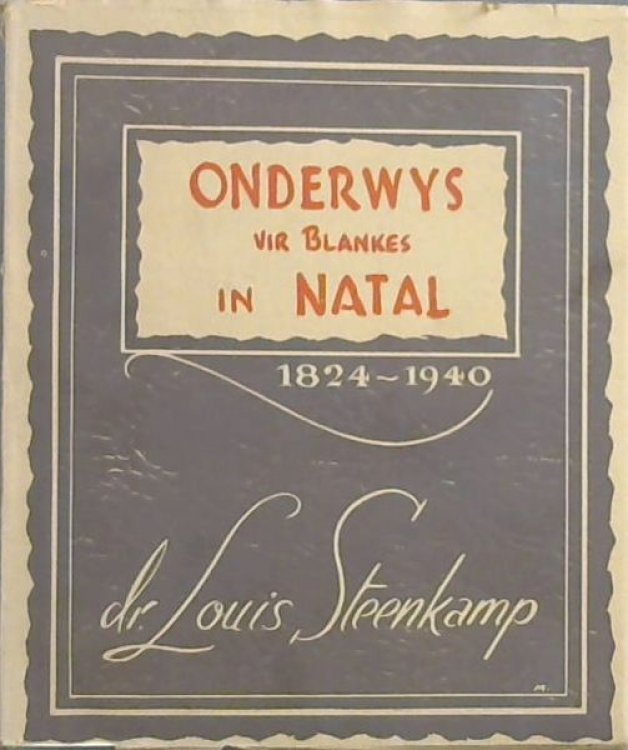 ONDERWYS
VIR BLANKES
IN NATAL
1824~1940
dr. Louis Steenkamp
M.